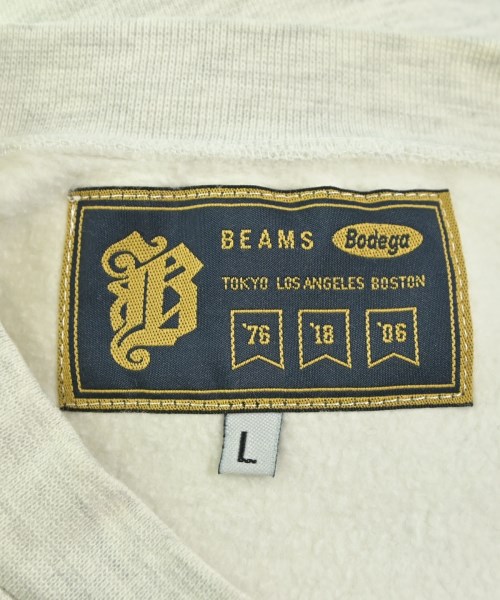 B
BEAMS Bodega
TOKYO LOS ANGELES BOSTON
'76 '18 '06
L